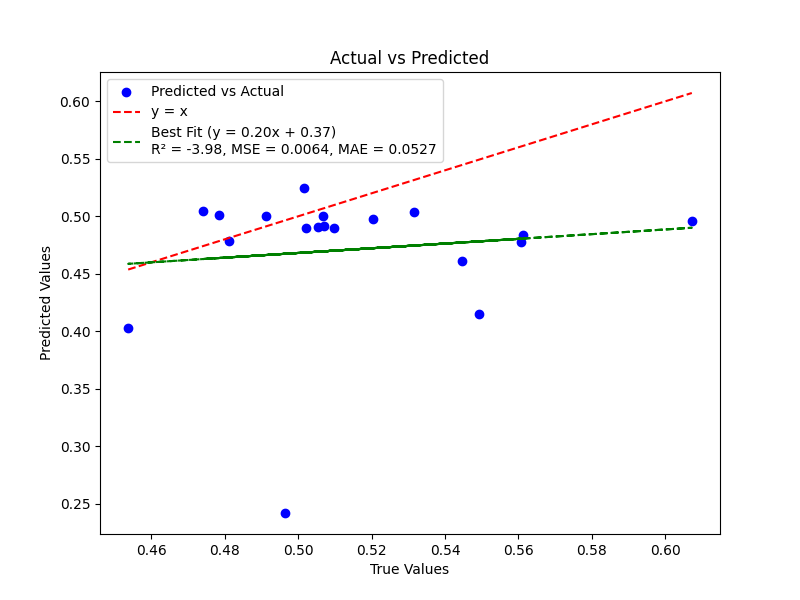 Actual vs Predicted
Predicted vs Actual
y = x
Best Fit (y = 0.20x + 0.37)
R² = -3.98, MSE = 0.0064, MAE = 0.0527
0.60
0.55
0.50
0.45
0.40
0.35
0.30
0.25
Predicted Values
0.46 0.48 0.50 0.52 0.54 0.56 0.58 0.60
True Values